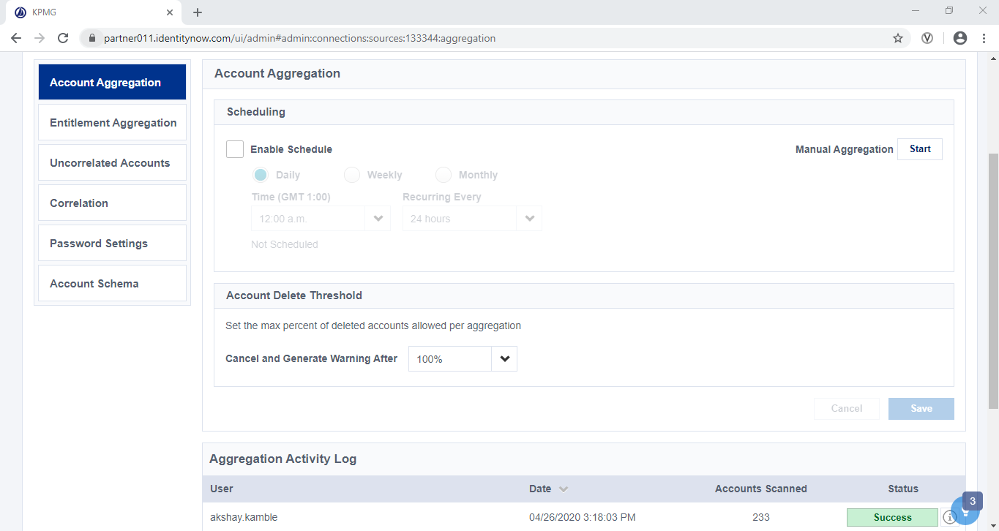 KPMG
partner011.identitynow.com/ui/admin#admin:connections:sources:133344:aggregation
Account Aggregation
Entitlement Aggregation
Uncorrelated Accounts
Correlation
Password Settings
Account Schema
Account Aggregation
Scheduling
Enable Schedule
Manual Aggregation Start
Daily Weekly Monthly
Time (GMT 1:00) Recurring Every
12:00 a.m. 24 hours
Not Scheduled
Account Delete Threshold
Set the max percent of deleted accounts allowed per aggregation
Cancel and Generate Warning After 100%
Cancel Save
Aggregation Activity Log
User Date Accounts Scanned Status
akshay.kamble 04/26/2020 3:18:03 PM 233 Success
3